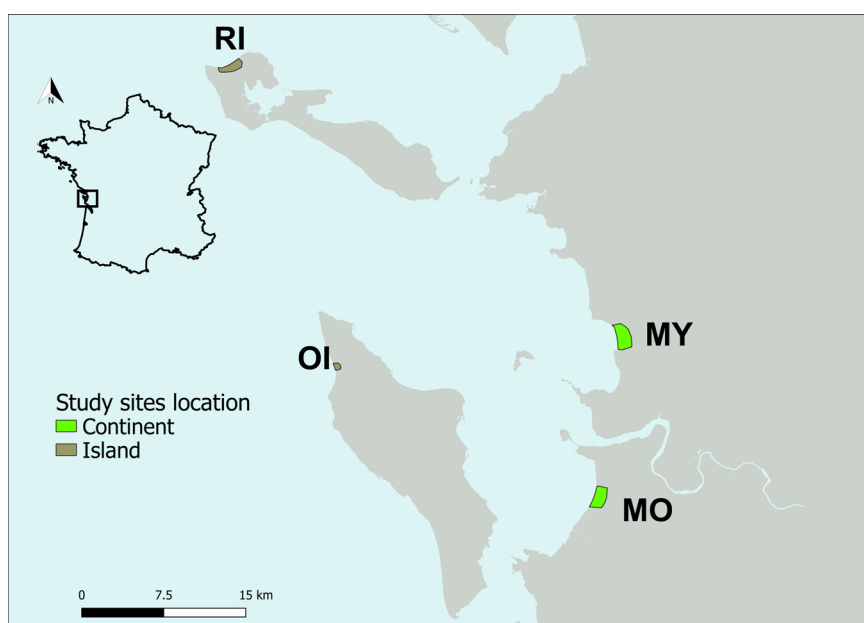 RI
N
MY
OI
Study sites location
Continent
Island
MO
0 7.5 15 km